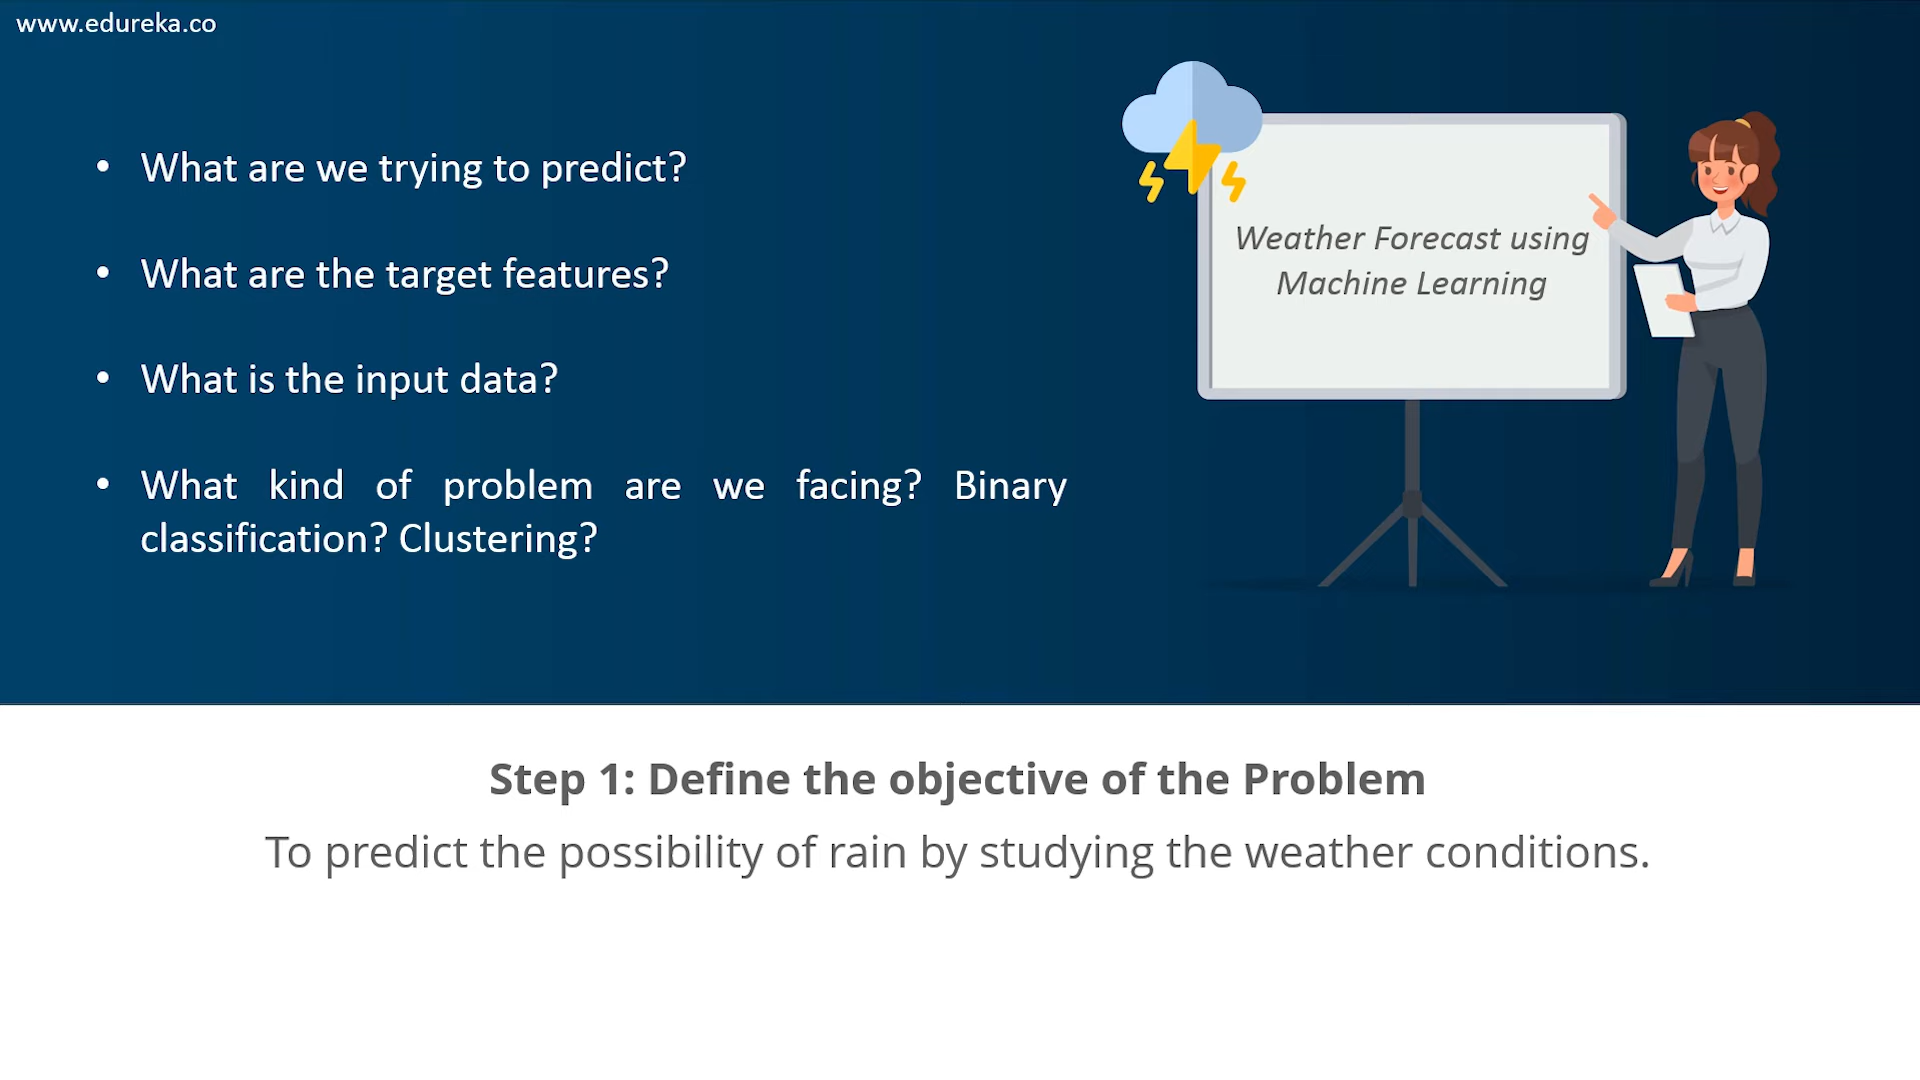 www.edureka.co
• What are we trying to predict?
• What are the target features?
• What is the input data?
• What kind of problem are we facing? Binary
classification? Clustering?
Weather Forecast using
Machine Learning
Step 1: Define the objective of the Problem
To predict the possibility of rain by studying the weather conditions.